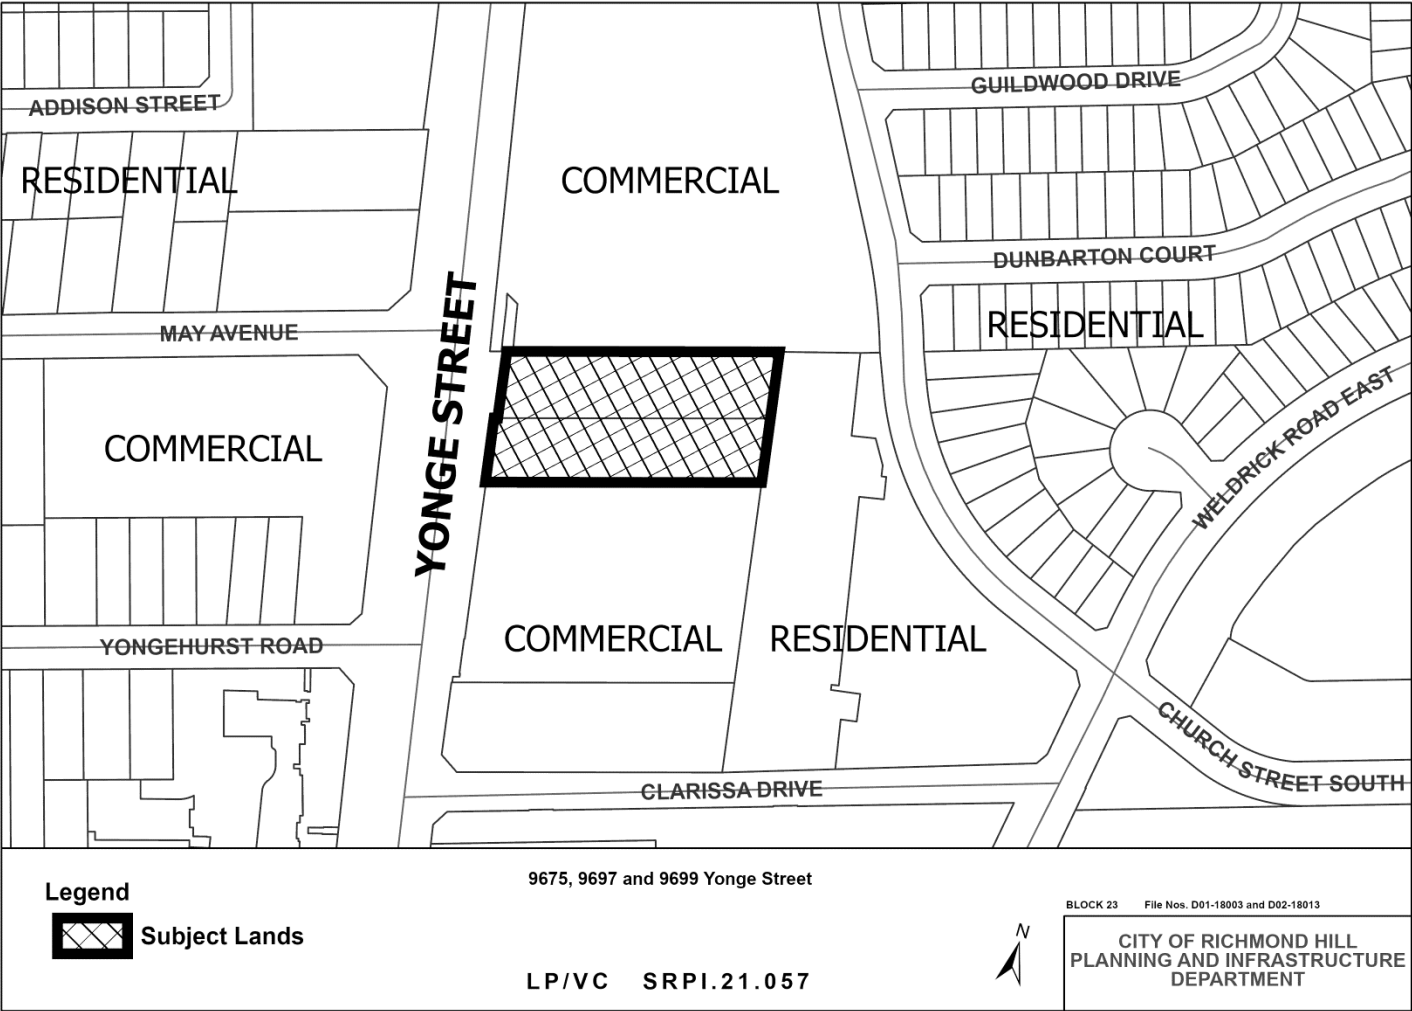 GUILDWOOD DRIVE
ADDISON STREET
RESIDENTIAL
COMMERCIAL
DUNBARTON COURT
RESIDENTIAL
MAY AVENUE
YONGE STREET
COMMERCIAL
WELDRICK ROAD EAST
YONGEHURST ROAD
COMMERCIAL
RESIDENTIAL
CHURCH STREET SOUTH
CLARISSA DRIVE
9675, 9697 and 9699 Yonge Street
Legend
Subject Lands
LP/VC SRPI.21.057
N
BLOCK 23 File Nos. D01-18003 and D02-18013
CITY OF RICHMOND HILL
PLANNING AND INFRASTRUCTURE
DEPARTMENT